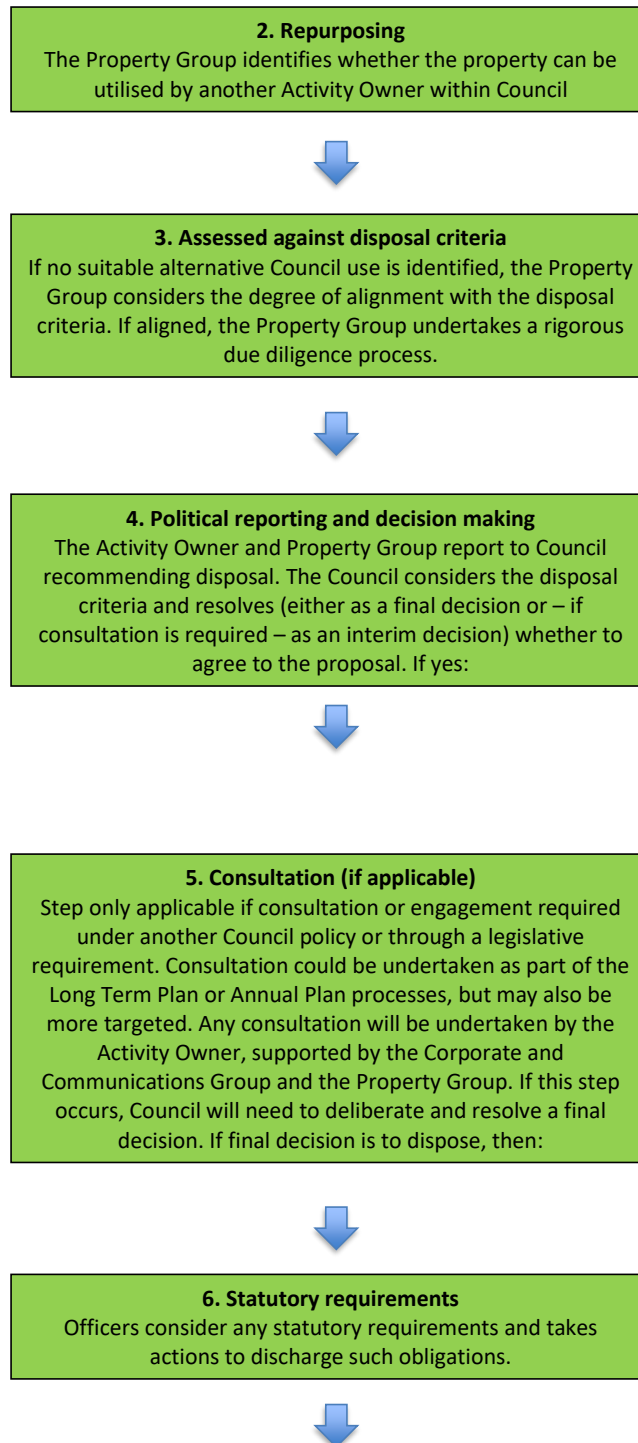 2. Repurposing
The Property Group identifies whether the property can be
utilised by another Activity Owner within Council
3. Assessed against disposal criteria
If no suitable alternative Council use is identified, the Property
Group considers the degree of alignment with the disposal
criteria. If aligned, the Property Group undertakes a rigorous
due diligence process.
4. Political reporting and decision making
The Activity Owner and Property Group report to Council
recommending disposal. The Council considers the disposal
criteria and resolves (either as a final decision or – if
consultation is required – as an interim decision) whether to
agree to the proposal. If yes:
5. Consultation (if applicable)
Step only applicable if consultation or engagement required
under another Council policy or through a legislative
requirement. Consultation could be undertaken as part of the
Long Term Plan or Annual Plan processes, but may also be
more targeted. Any consultation will be undertaken by the
Activity Owner, supported by the Corporate and
Communications Group and the Property Group. If this step
occurs, Council will need to deliberate and resolve a final
decision. If final decision is to dispose, then:
6. Statutory requirements
Officers consider any statutory requirements and takes
actions to discharge such obligations.